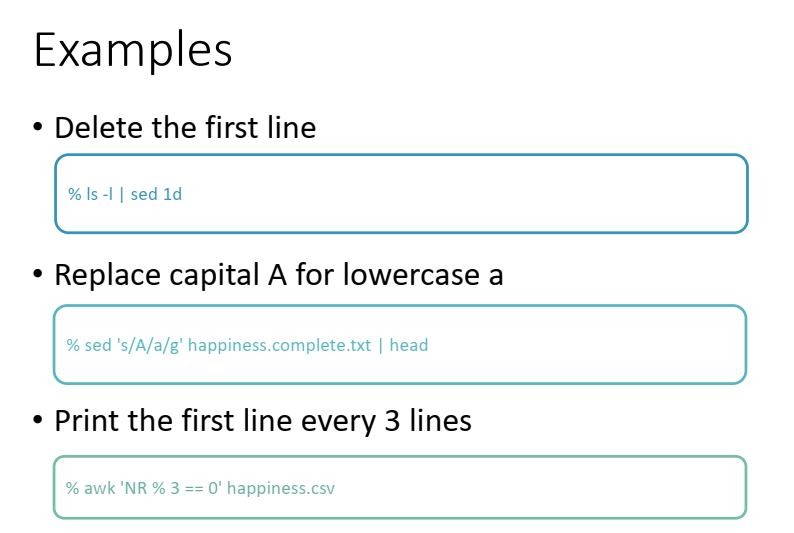 Examples
• Delete the first line
% ls -l | sed 1d
• Replace capital A for lowercase a
% sed 's/A/a/g' happiness.complete.txt | head
• Print the first line every 3 lines
% awk 'NR % 3 == 0' happiness.csv